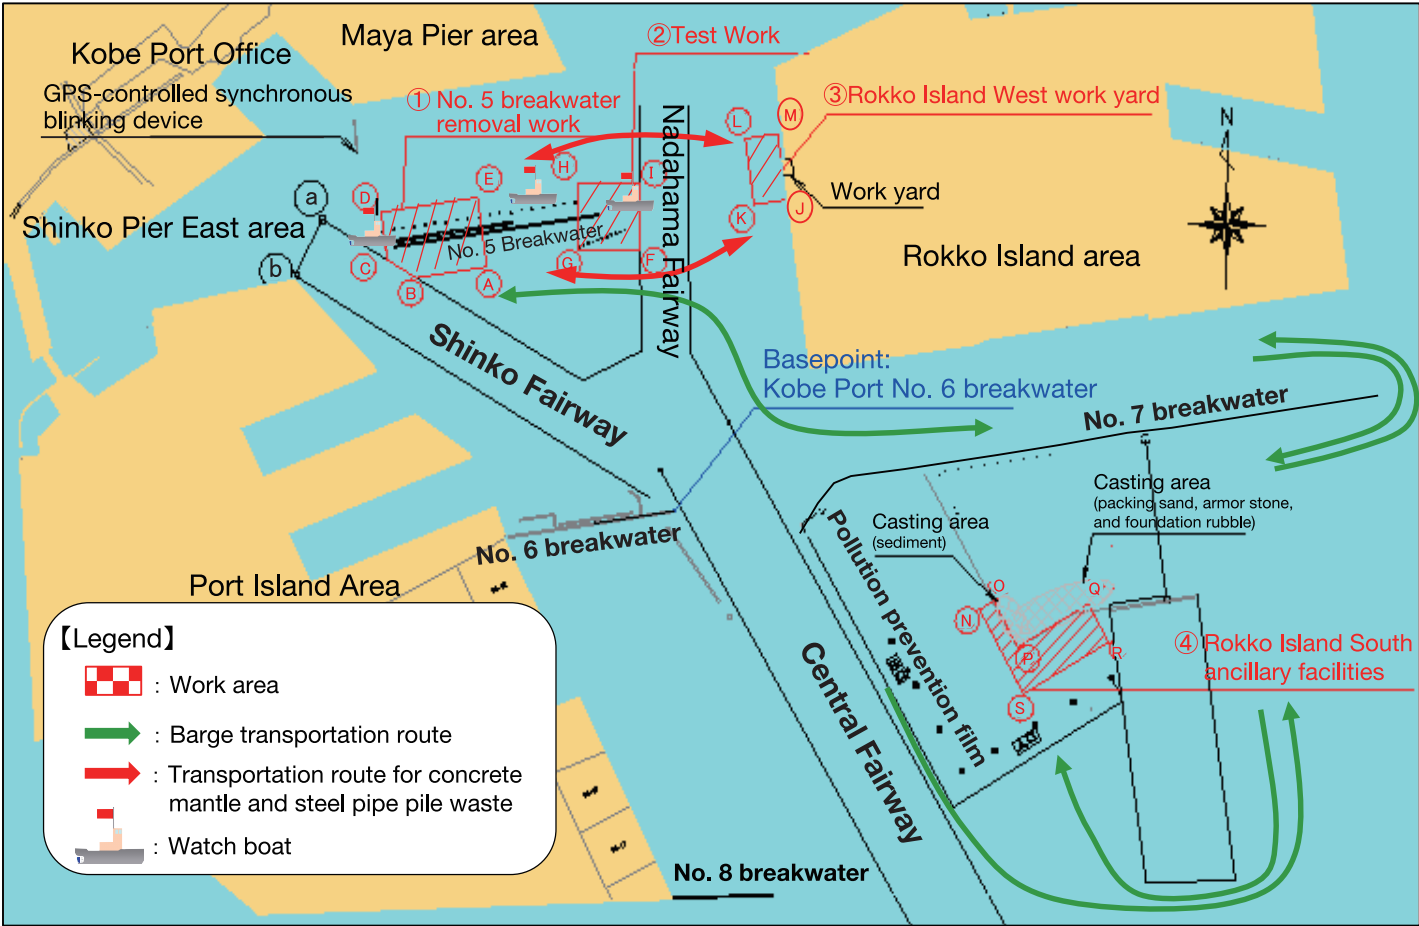 Maya Pier area
②Test Work
Kobe Port Office
GPS-controlled synchronous
blinking device
① No. 5 breakwater
removal work
③Rokko Island West work yard
L
M
N
H
I
E
D
a
Work yard
K
J
Shinko Pier East area
No. 5 Breakwater
Nadahama Fairway
Rokko Island area
b
C
G
F
B
A
Shinko Fairway
Basepoint:
Kobe Port No. 6 breakwater
No. 7 breakwater
Casting area
(packing sand, armor stone,
and foundation rubble)
Casting area
(sediment)
No. 6 breakwater
Pollution prevention film
Port Island Area
O
Q
N
P
R
S
④ Rokko Island South
ancillary facilities
Central Fairway
【Legend】
: Work area
: Barge transportation route
: Transportation route for concrete
mantle and steel pipe pile waste
: Watch boat
No. 8 breakwater